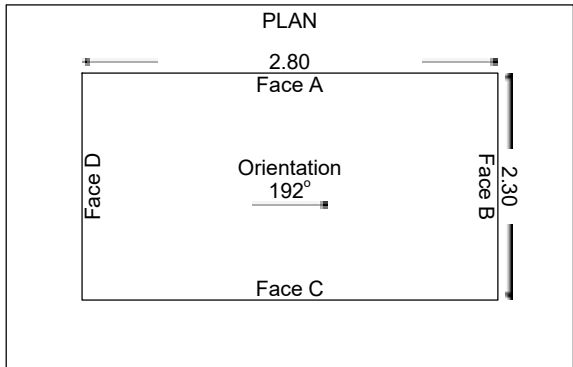 PLAN
2.80
Face A
Face D
Orientation
192°
Face B
2.30
Face C